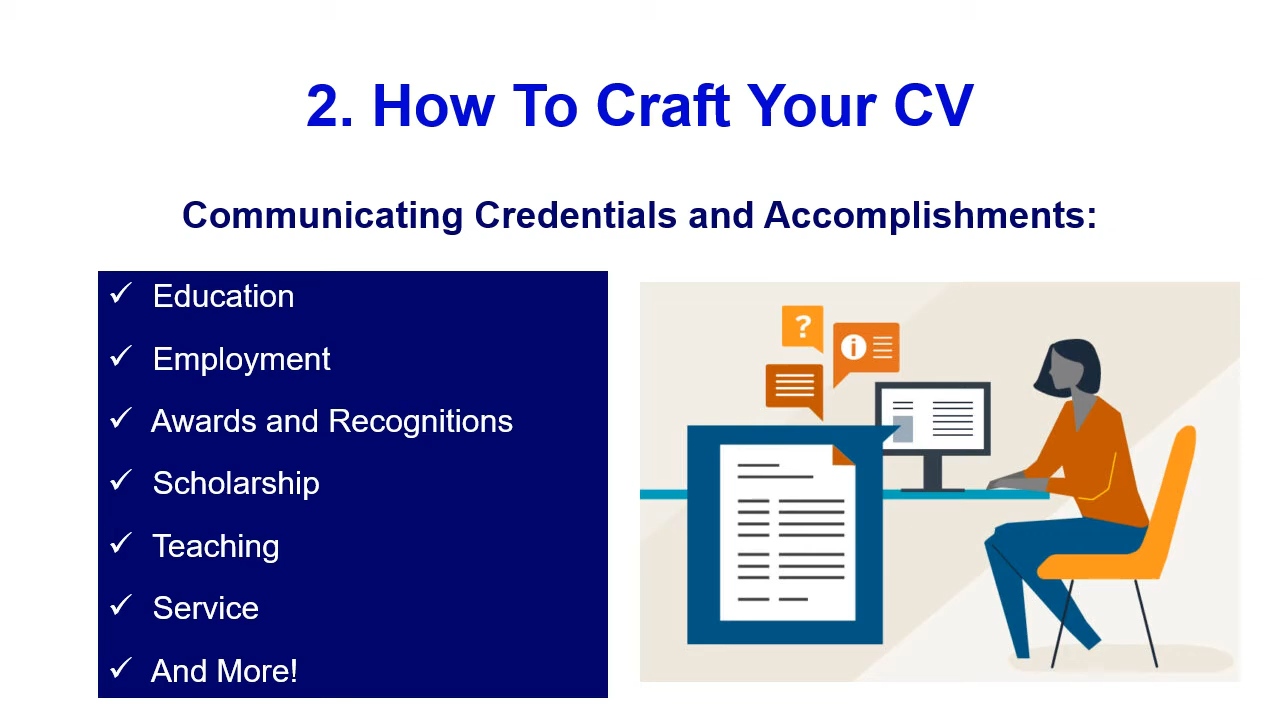 2. How To Craft Your CV
Communicating Credentials and Accomplishments:
✓ Education
✓ Employment
✓ Awards and Recognitions
✓ Scholarship
✓ Teaching
✓ Service
✓ And More!
?
i